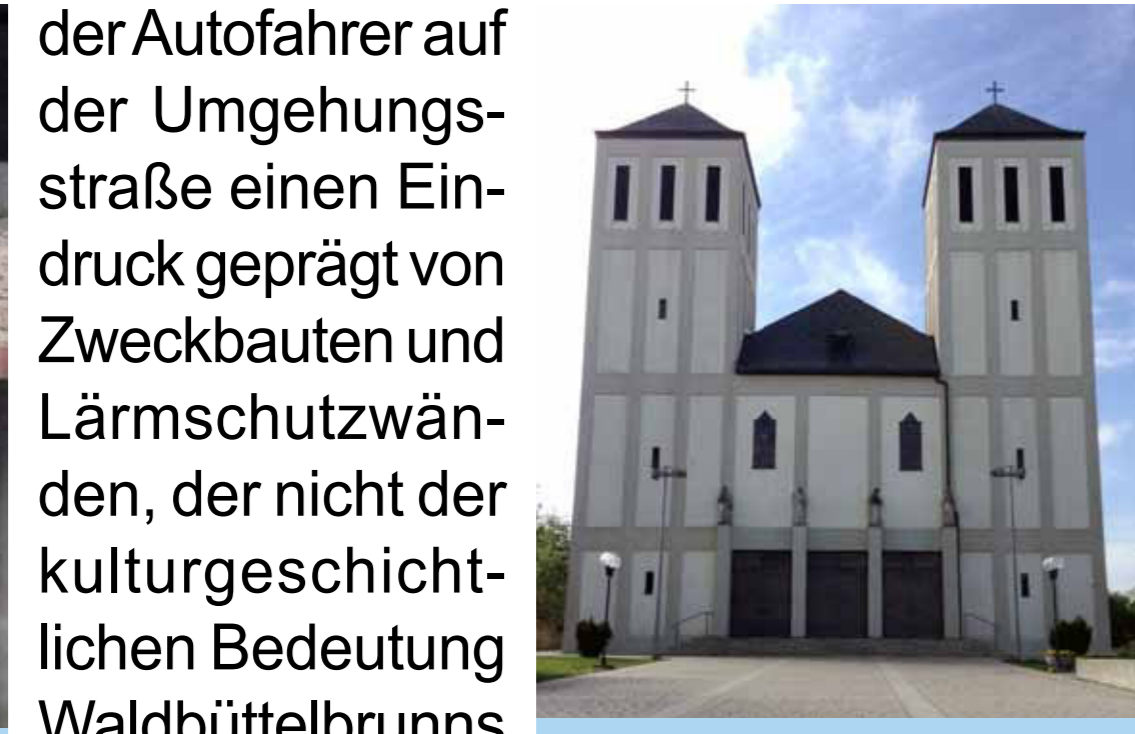 der Autofahrer auf
der Umgehungs-
straße einen Ein-
druck geprägt von
Zweckbauten und
Lärmschutzwän-
den, der nicht der
kulturgeschicht-
lichen Bedeutung
Waldbüttelbrunns